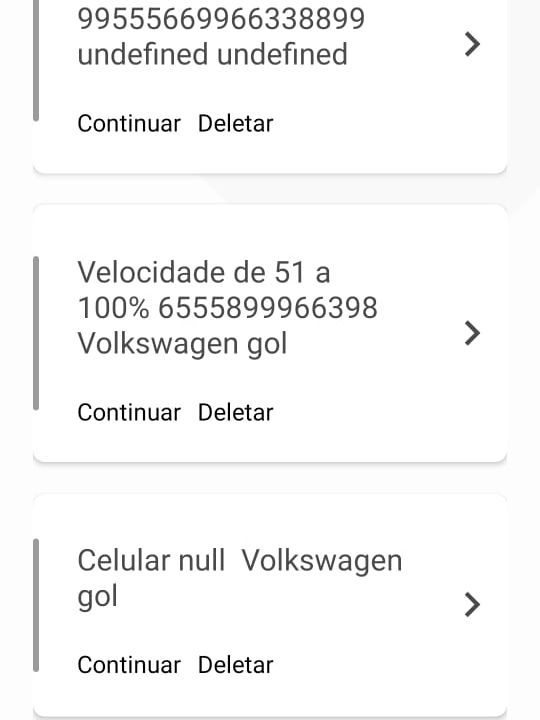 99555669966338899
undefined undefined
Continuar Deletar
Velocidade de 51 a
100% 6555899966398
Volkswagen gol
Continuar Deletar
Celular null Volkswagen
gol
Continuar Deletar